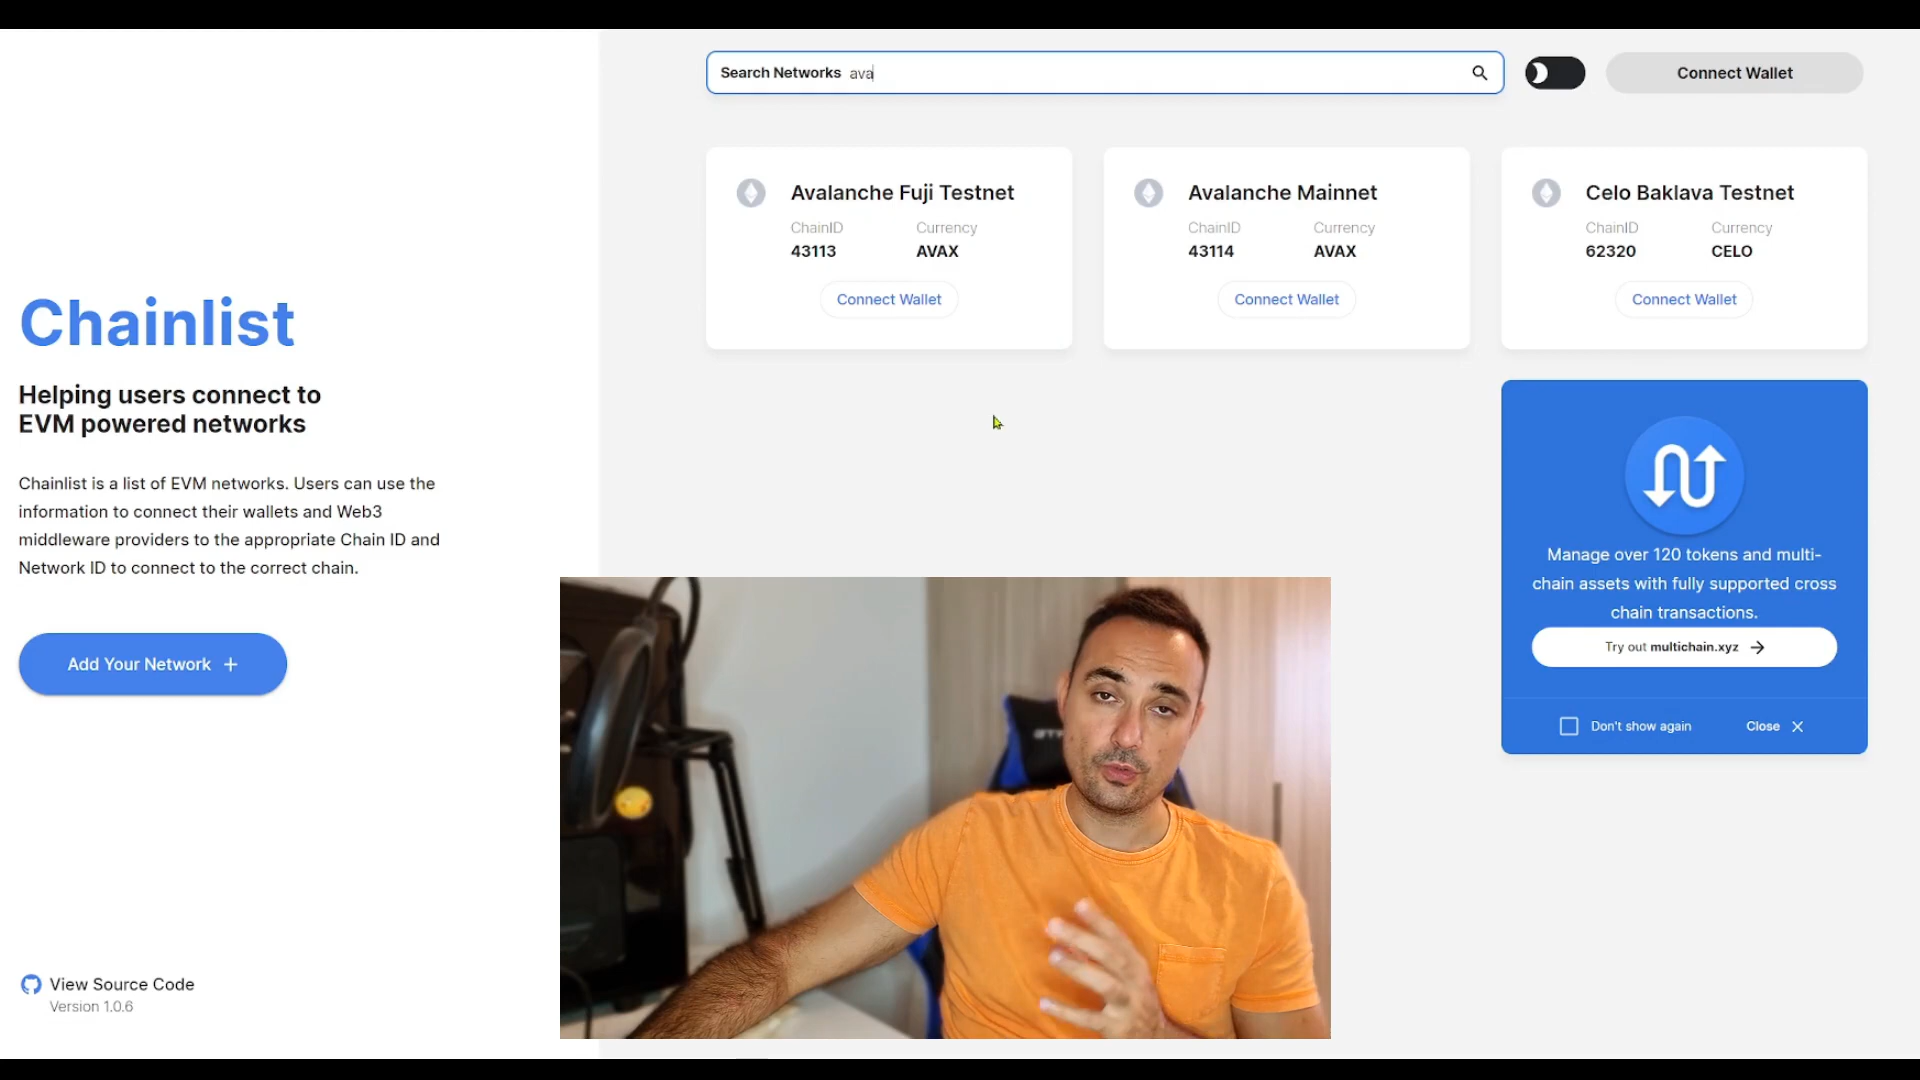 Search Networks ava
Connect Wallet
Avalanche Fuji Testnet
ChainID Currency
43113 AVAX
Connect Wallet
Avalanche Mainnet
ChainID Currency
43114 AVAX
Connect Wallet
Celo Baklava Testnet
ChainID Currency
62320 CELO
Connect Wallet
Chainlist
Helping users connect to
EVM powered networks
Chainlist is a list of EVM networks. Users can use the
information to connect their wallets and Web3
middleware providers to the appropriate Chain ID and
Network ID to connect to the correct chain.
Add Your Network +
View Source Code
Version 1.0.6
Manage over 120 tokens and multi-
chain assets with fully supported cross
chain transactions.
Try out multichain.xyz
Don't show again
Close